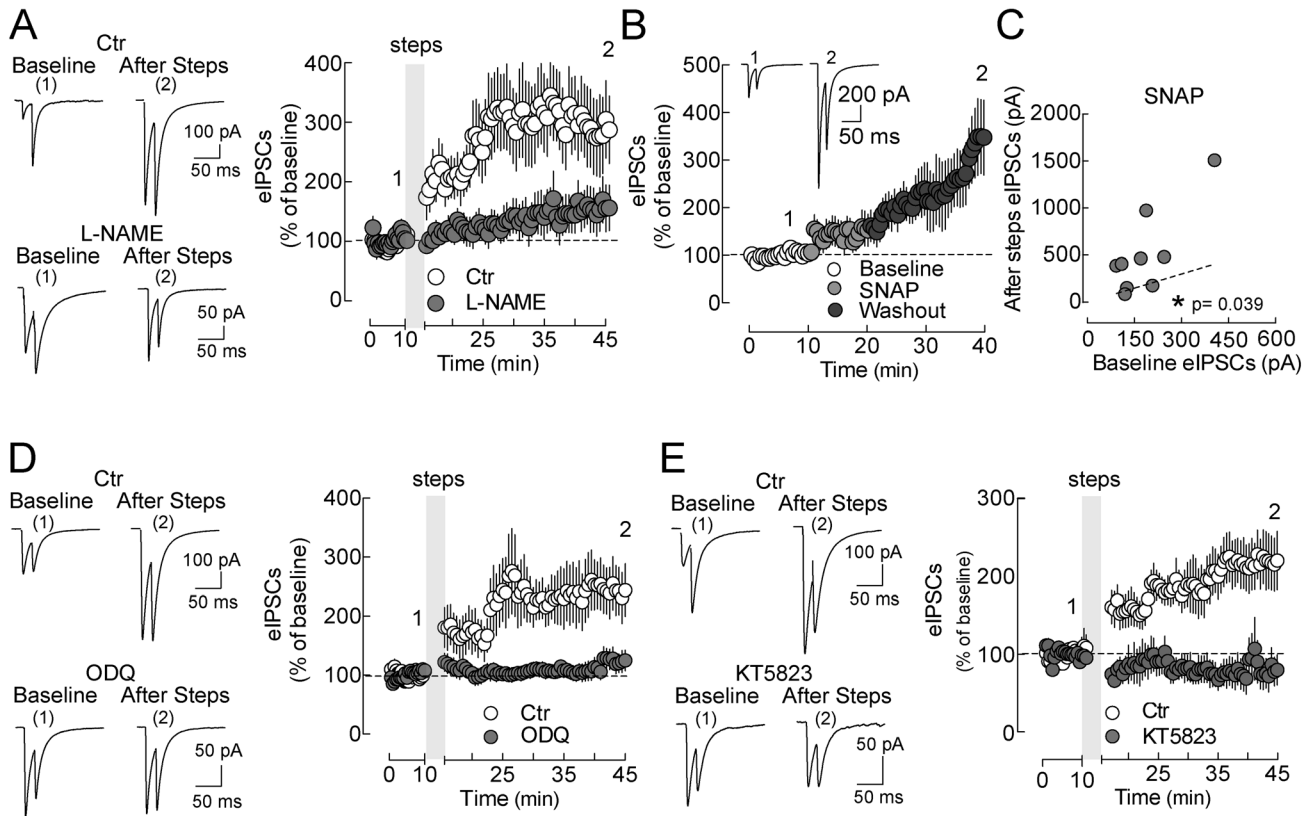 A
Ctr
Baseline After Steps
(1) (2)
100 pA
50 ms
L-NAME
Baseline After Steps
(1) (2)
50 pA
50 ms
steps
2
1
400
300
200
100
0
eIPSCs
(% of baseline)
Ctr
L-NAME
0 10 25 35 45
Time (min)
B
1 2
200 pA
50 ms
2
1
500
400
300
200
100
0
eIPSCs
(% of baseline)
Baseline
SNAP
Washout
0 10 20 30 40
Time (min)
C
SNAP
2000
1500
1000
500
0
After steps eIPSCs (pA)
* p= 0.039
0 150 300 450 600
Baseline eIPSCs (pA)
D
Ctr
Baseline After Steps
(1) (2)
100 pA
50 ms
ODQ
Baseline After Steps
(1) (2)
50 pA
50 ms
steps
2
1
400
300
200
100
0
eIPSCs
(% of baseline)
Ctr
ODQ
0 10 25 35 45
Time (min)
E
Ctr
Baseline After Steps
(1) (2)
100 pA
50 ms
KT5823
Baseline After Steps
(1) (2)
50 pA
50 ms
steps
2
1
300
200
100
0
eIPSCs
(% of baseline)
Ctr
KT5823
0 10 25 35 45
Time (min)